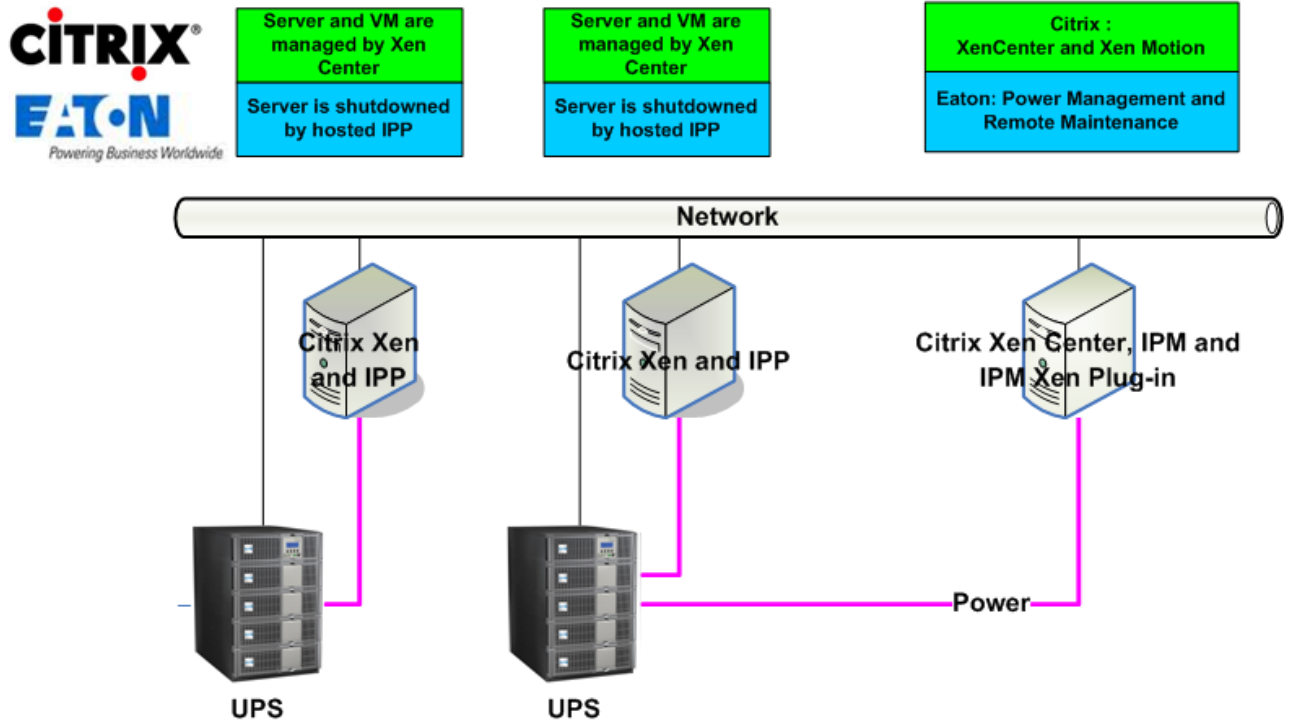 CİTRIX®
EATON
Powering Business Worldwide
Server and VM are
managed by Xen
Center
Server is shutdowned
by hosted IPP
Server and VM are
managed by Xen
Center
Server is shutdowned
by hosted IPP
Citrix :
XenCenter and Xen Motion
Eaton: Power Management and
Remote Maintenance
Network
Citrix Xen
and IPP
Citrix Xen and IPP
Citrix Xen Center, IPM and
IPM Xen Plug-in
Power
UPS
UPS